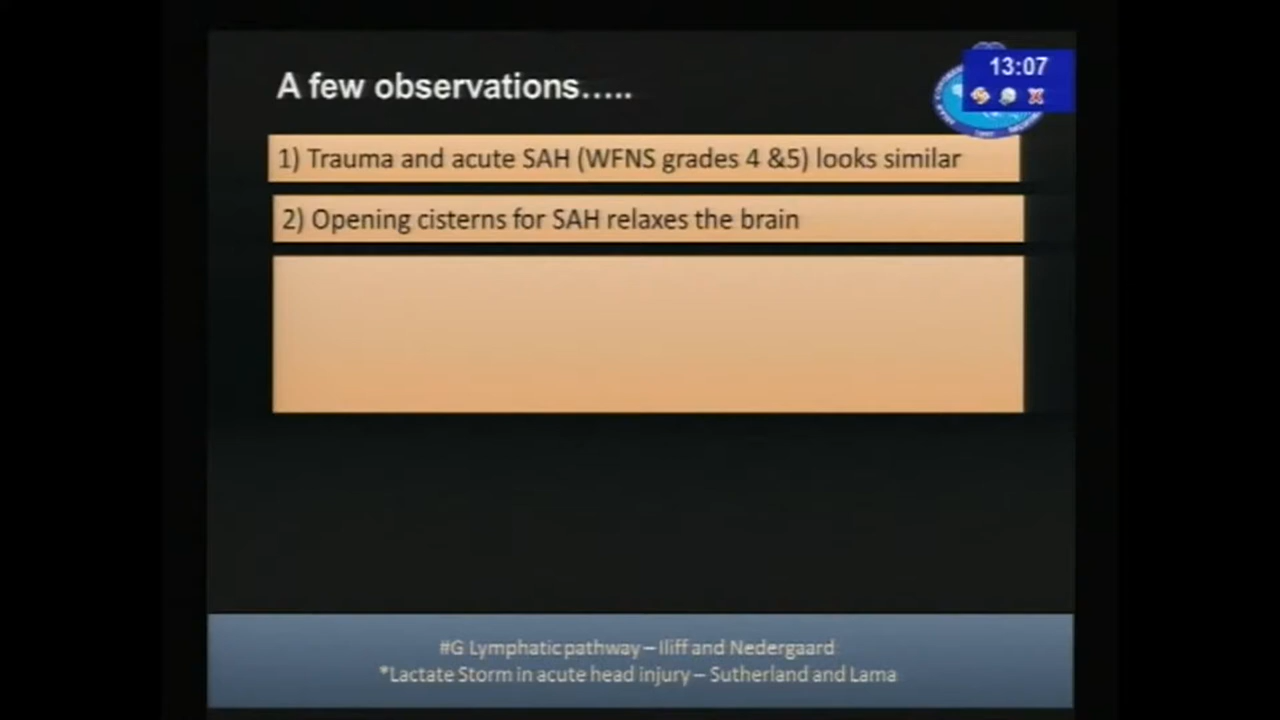 A few observations.....
13:07
1) Trauma and acute SAH (WFNS grades 4 &5) looks similar
2) Opening cisterns for SAH relaxes the brain
#G Lymphatic pathway – Iliff and Nedergaard
*Lactate Storm in acute head injury – Sutherland and Lama